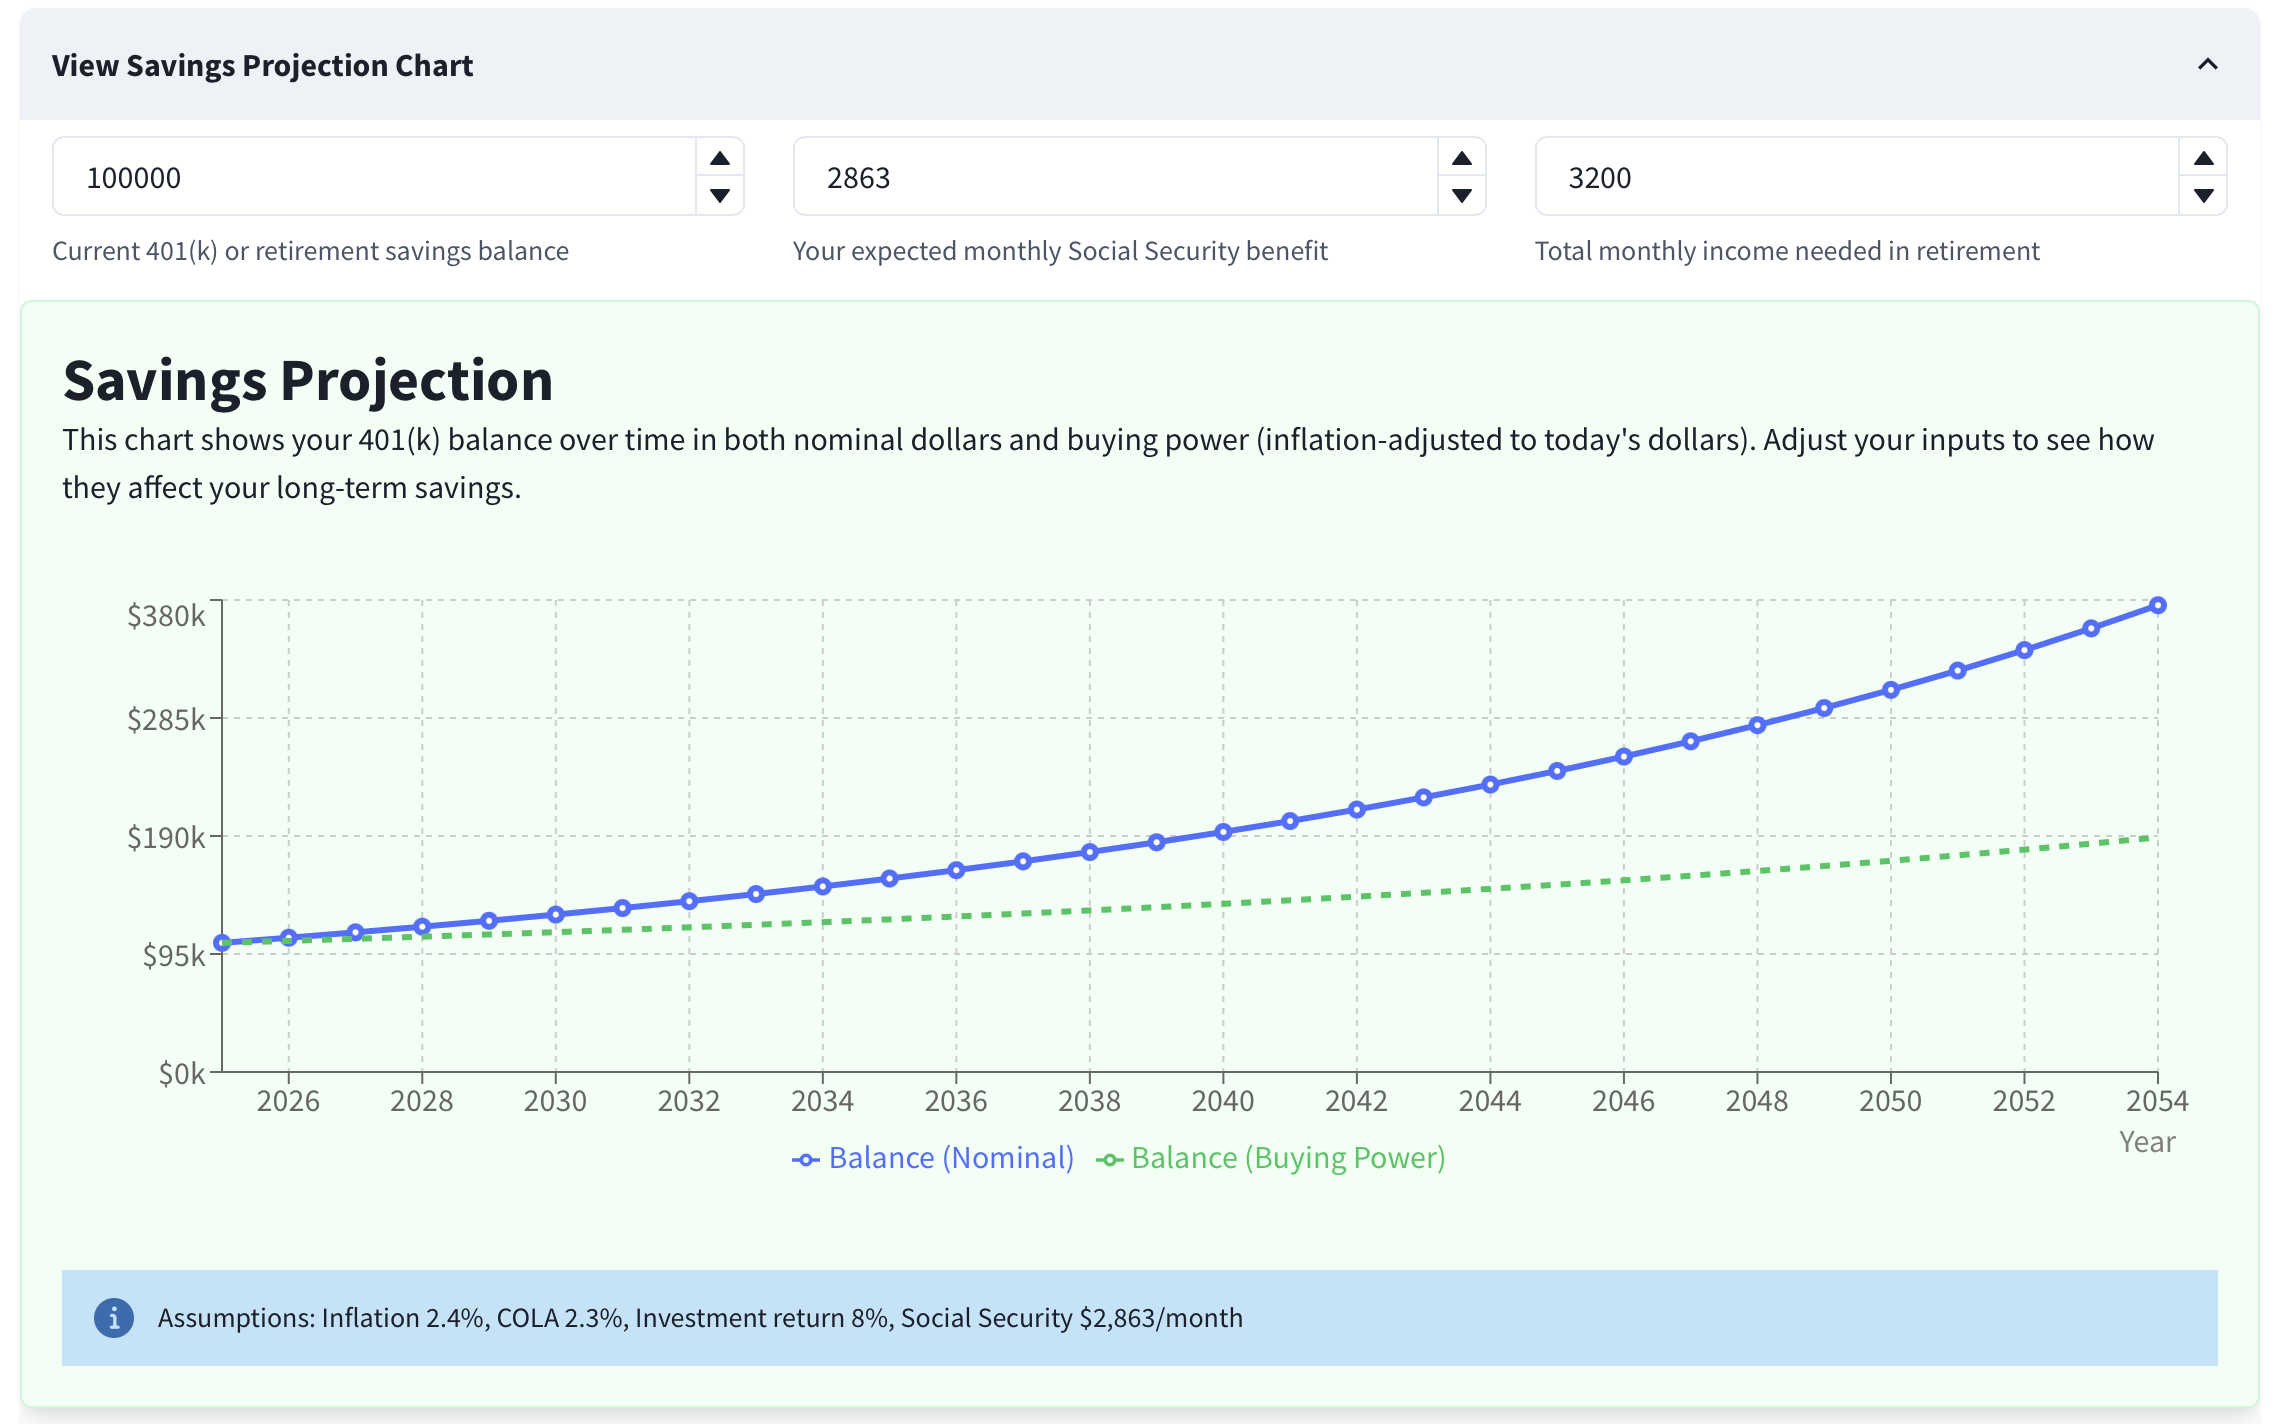 View Savings Projection Chart
100000
2863
3200
Current 401(k) or retirement savings balance
Your expected monthly Social Security benefit
Total monthly income needed in retirement
Savings Projection
This chart shows your 401(k) balance over time in both nominal dollars and buying power (inflation-adjusted to today's dollars). Adjust your inputs to see how
they affect your long-term savings.
$380k
$285k
$190k
$95k
$0k
2026 2028 2030 2032 2034 2036 2038 2040 2042 2044 2046 2048 2050 2052 2054
Year
Balance (Nominal) Balance (Buying Power)
Assumptions: Inflation 2.4%, COLA 2.3%, Investment return 8%, Social Security $2,863/month